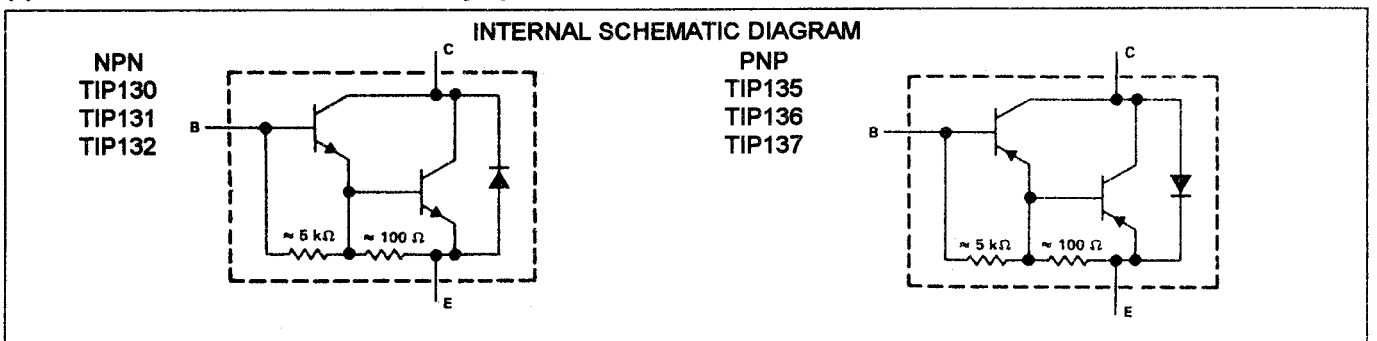 INTERNAL SCHEMATIC DIAGRAM
NPN
TIP130
TIP131
TIP132
C
B
≈ 5 kΩ
≈ 100 Ω
E
PNP
TIP135
TIP136
TIP137
C
B
≈ 5 kΩ
≈ 100 Ω
E